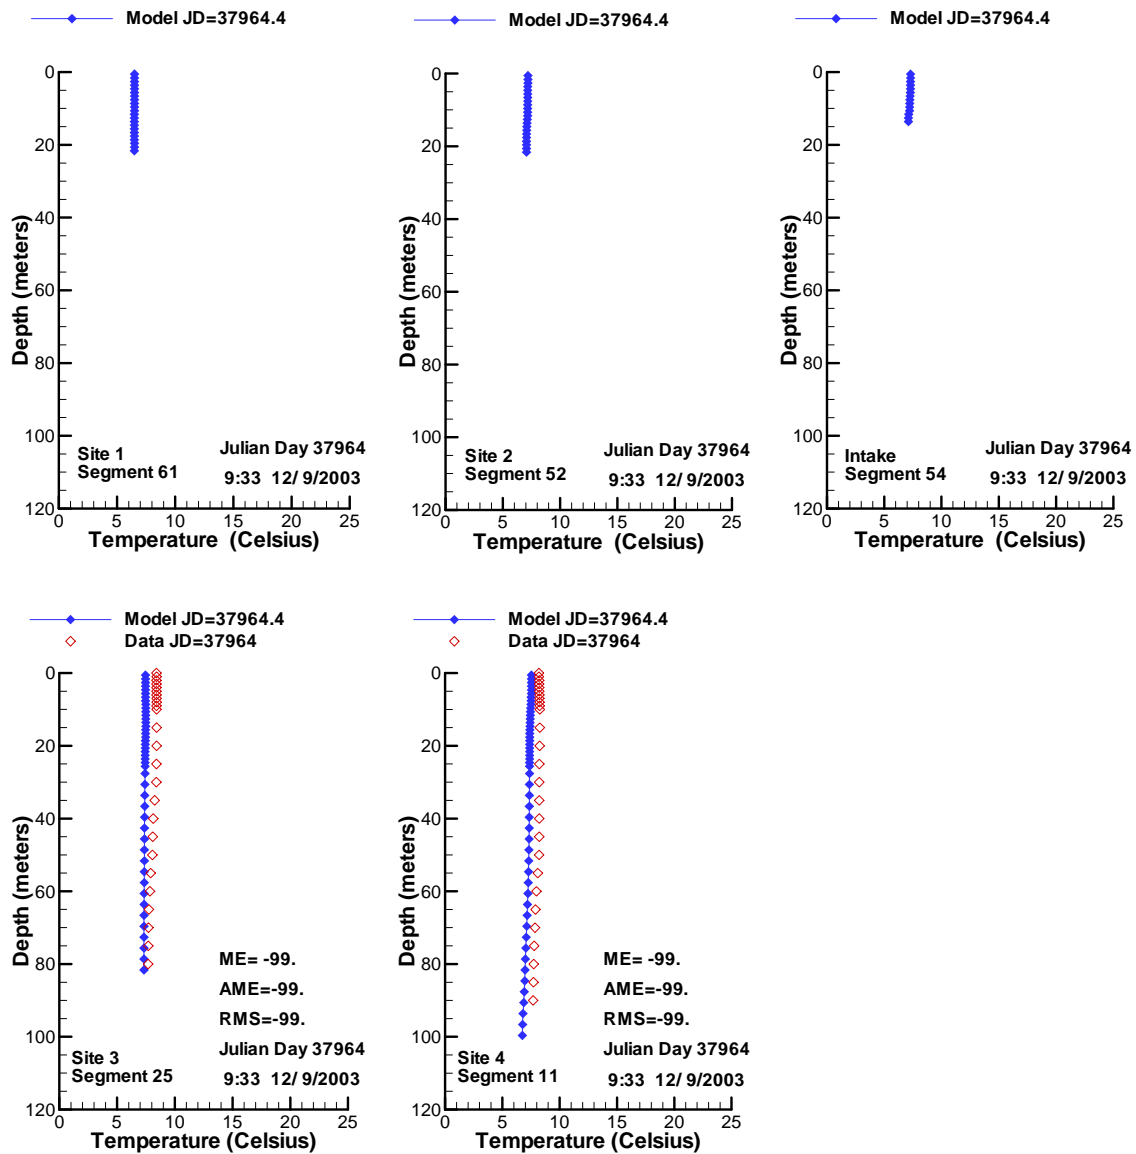 Model JD=37964.4
0
20
40
60
80
100
120
Depth (meters)
Site 1
Segment 61
Julian Day 37964
9:33 12/ 9/2003
0 5 10 15 20 25
Temperature (Celsius)
Model JD=37964.4
0
20
40
60
80
100
120
Depth (meters)
Site 2
Segment 52
Julian Day 37964
9:33 12/ 9/2003
0 5 10 15 20 25
Temperature (Celsius)
Model JD=37964.4
0
20
40
60
80
100
120
Depth (meters)
Intake
Segment 54
Julian Day 37964
9:33 12/ 9/2003
0 5 10 15 20 25
Temperature (Celsius)
Model JD=37964.4
Data JD=37964
0
20
40
60
80
100
120
Depth (meters)
ME= -99.
AME=-99.
RMS=-99.
Site 3
Segment 25
Julian Day 37964
9:33 12/ 9/2003
0 5 10 15 20 25
Temperature (Celsius)
Model JD=37964.4
Data JD=37964
0
20
40
60
80
100
120
Depth (meters)
ME= -99.
AME=-99.
RMS=-99.
Site 4
Segment 11
Julian Day 37964
9:33 12/ 9/2003
0 5 10 15 20 25
Temperature (Celsius)